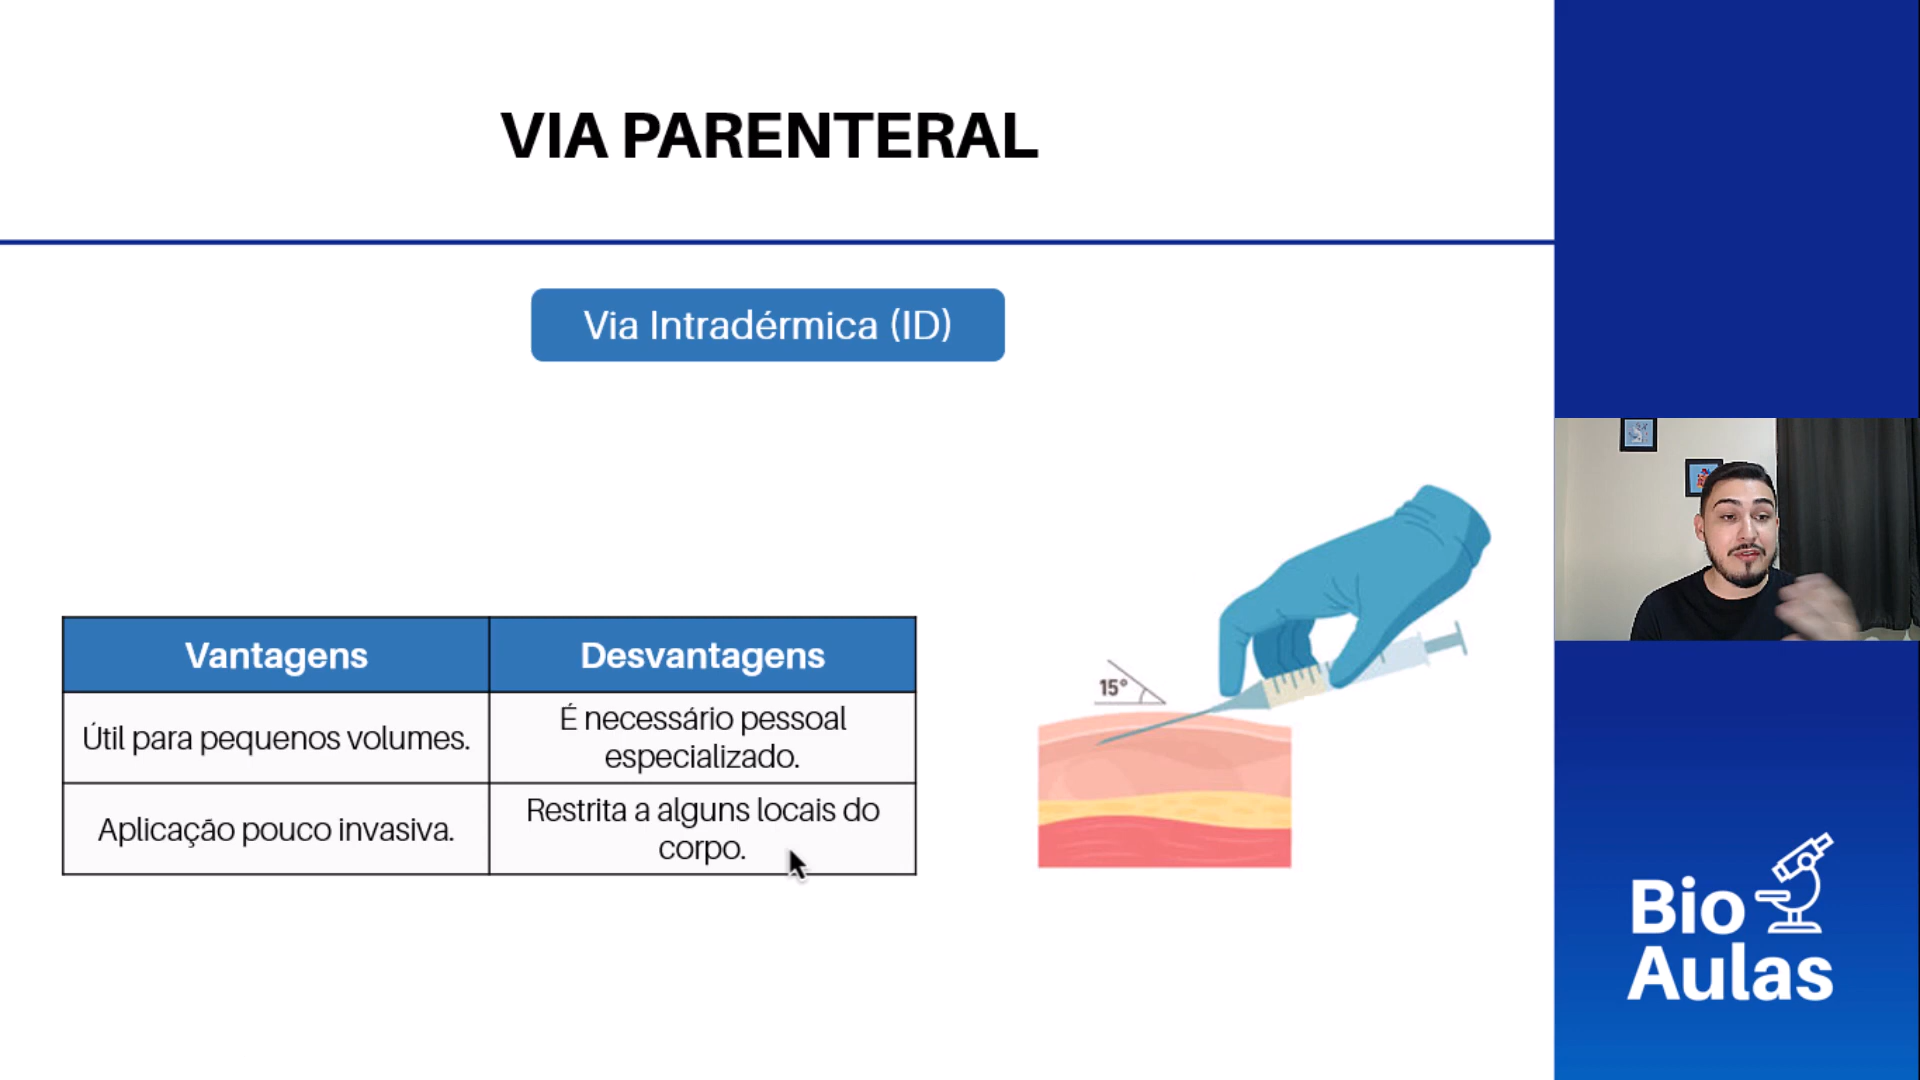 VIA PARENTERAL
Via Intradérmica (ID)
Vantagens
Desvantagens
Útil para pequenos volumes.
É necessário pessoal
especializado.
Aplicação pouco invasiva.
Restrita a alguns locais do
corpo.
15°
Bio
Aulas